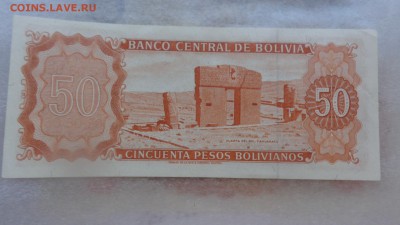 COINS.LAVE.RU
BANCO CENTRAL DE BOLIVIA
50
50
CINCUENTA PESOS BOLIVIANOS